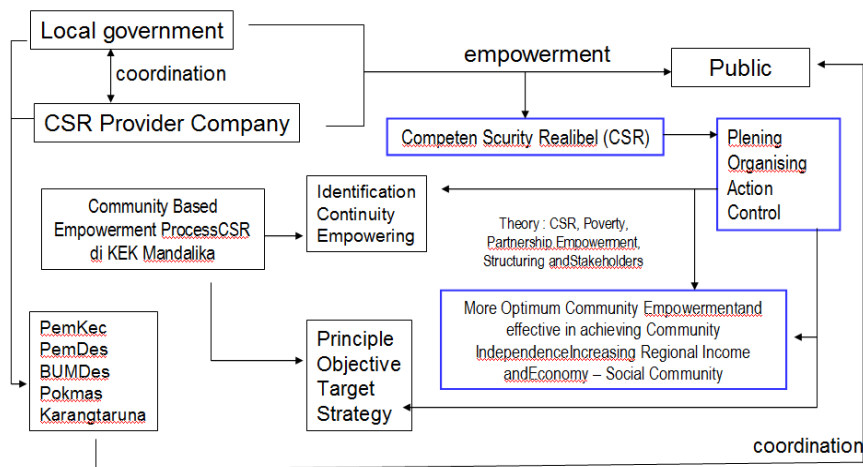 Local government
coordination
CSR Provider Company
empowerment
Public
Competen Scurity Realibel (CSR)
Plening
Organising
Action
Control
Community Based
Empowerment ProcessCSR
di KEK Mandalika
Identification
Continuity
Empowering
Theory : CSR, Poverty,
Partnership,Empowerment,
Structuring andStakeholders
More Optimum Community Empowermentand
effective in achieving Community
IndependenceIncreasing Regional Income
andEconomy – Social Community
PemKec
PemDes
BUMDes
Pokmas
Karangtaruna
Principle
Objective
Target
Strategy
coordination